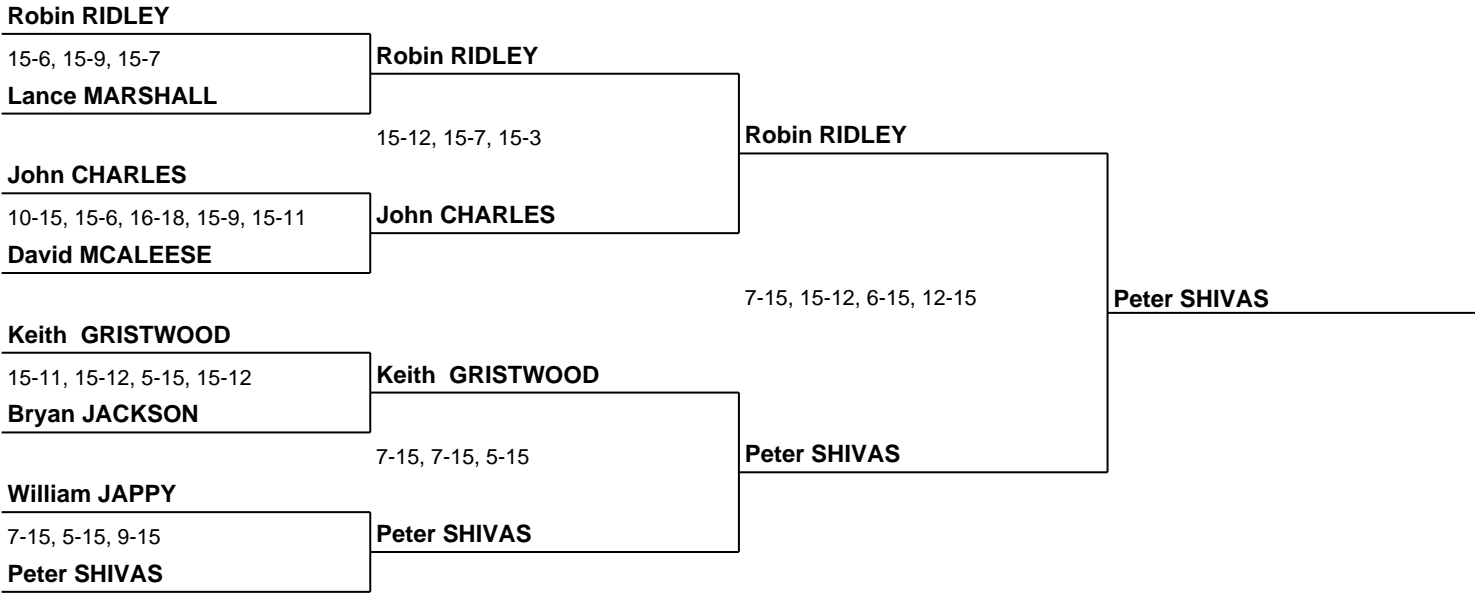 Robin RIDLEY
15-6, 15-9, 15-7
Robin RIDLEY
Lance MARSHALL
15-12, 15-7, 15-3
Robin RIDLEY
John CHARLES
10-15, 15-6, 16-18, 15-9, 15-11
John CHARLES
David MCALEESE
7-15, 15-12, 6-15, 12-15
Peter SHIVAS
Keith  GRISTWOOD
15-11, 15-12, 5-15, 15-12
Keith  GRISTWOOD
Bryan JACKSON
7-15, 7-15, 5-15
Peter SHIVAS
William JAPPY
7-15, 5-15, 9-15
Peter SHIVAS
Peter SHIVAS